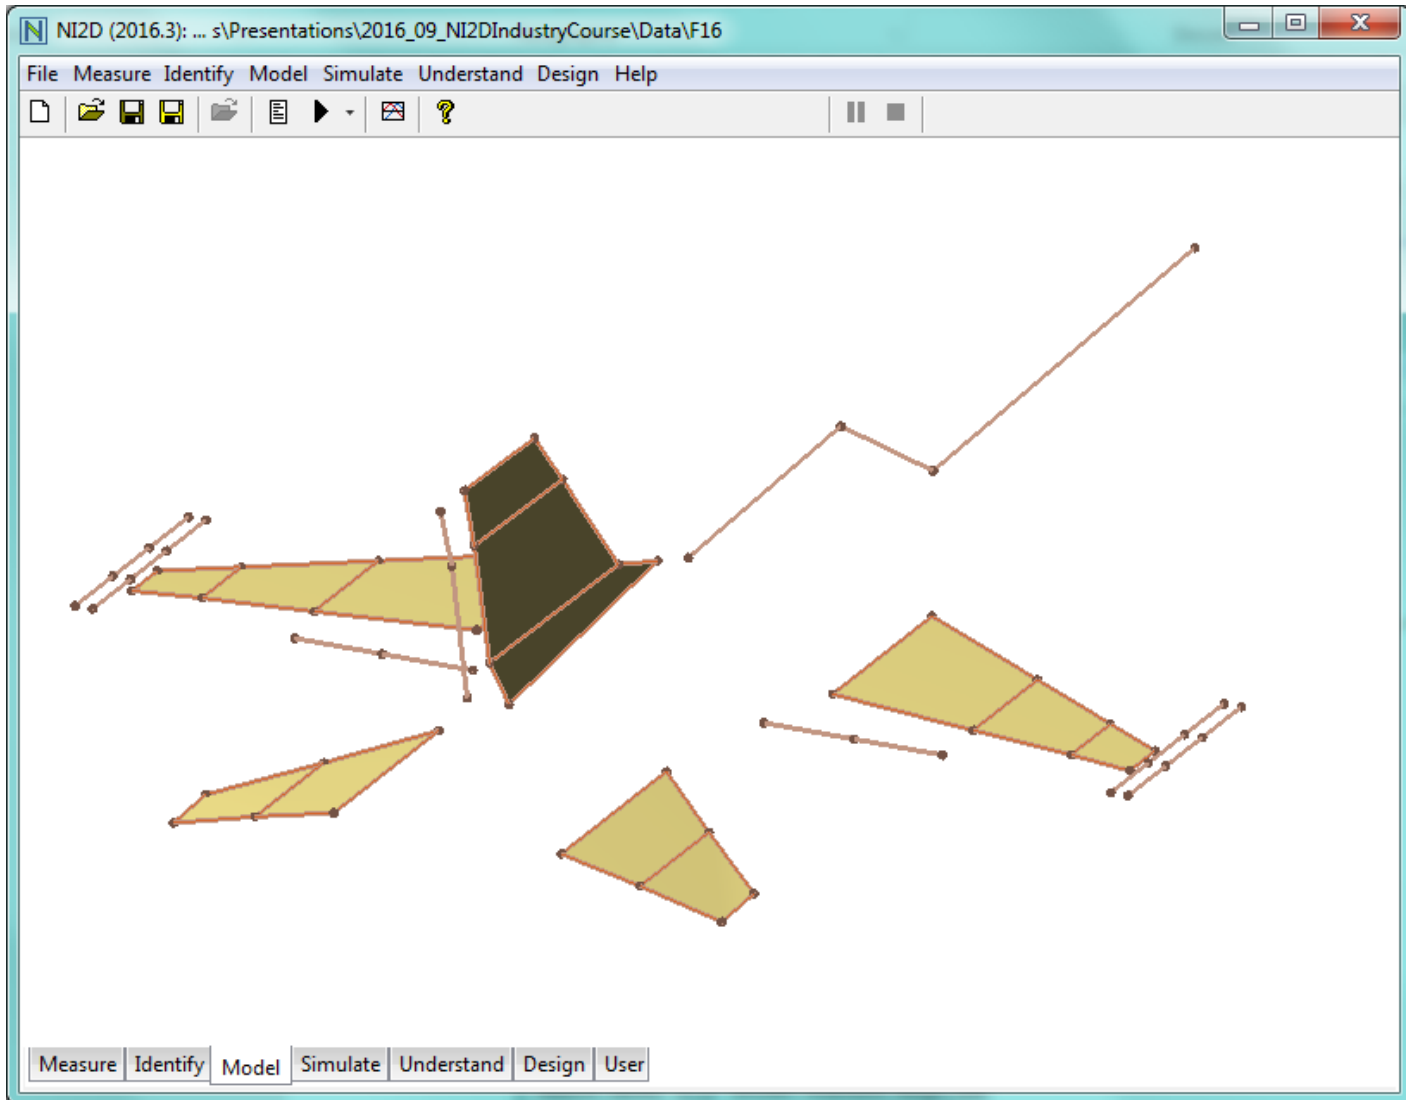 NI2D (2016.3): ... s\Presentations\2016_09_NI2DIndustryCourse\Data\F16
File Measure Identify Model Simulate Understand Design Help
Measure Identify Model Simulate Understand Design User